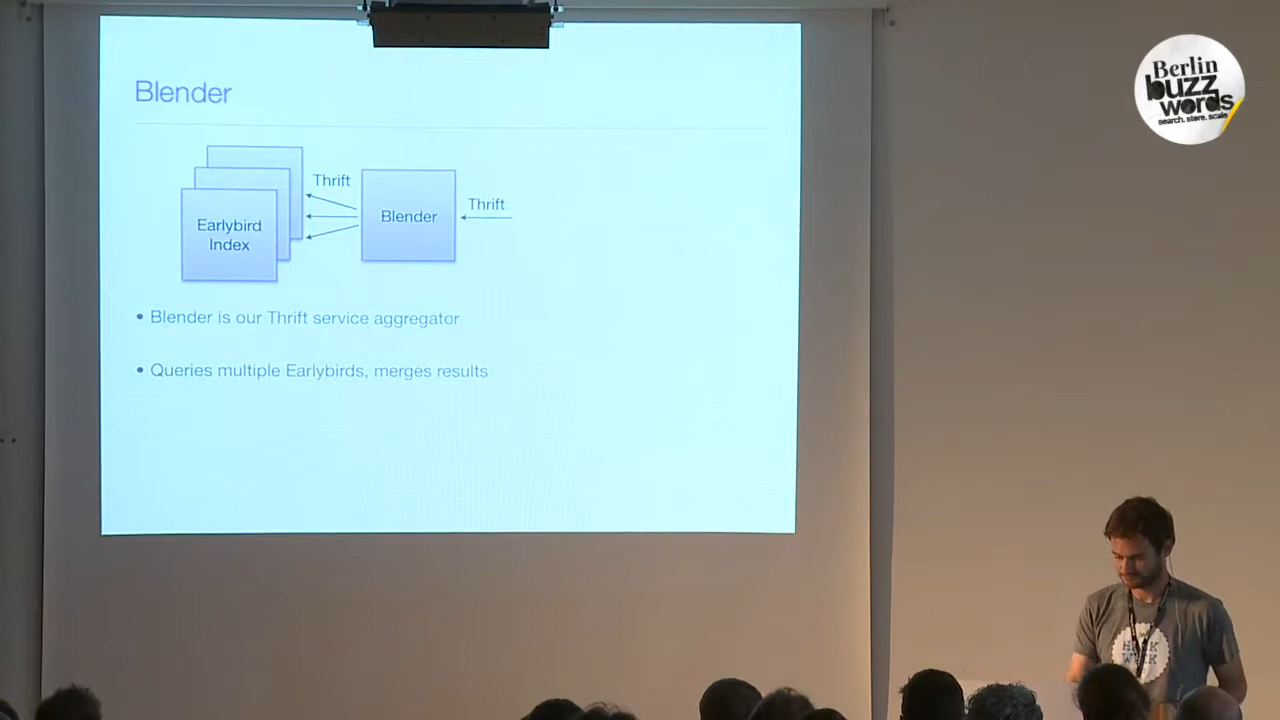 Blender
Thrift
Thrift
Earlybird
Index
Blender
• Blender is our Thrift service aggregator
• Queries multiple Earlybirds, merges results
Berlin
buzz
words
search. store. scale
H CK
W K